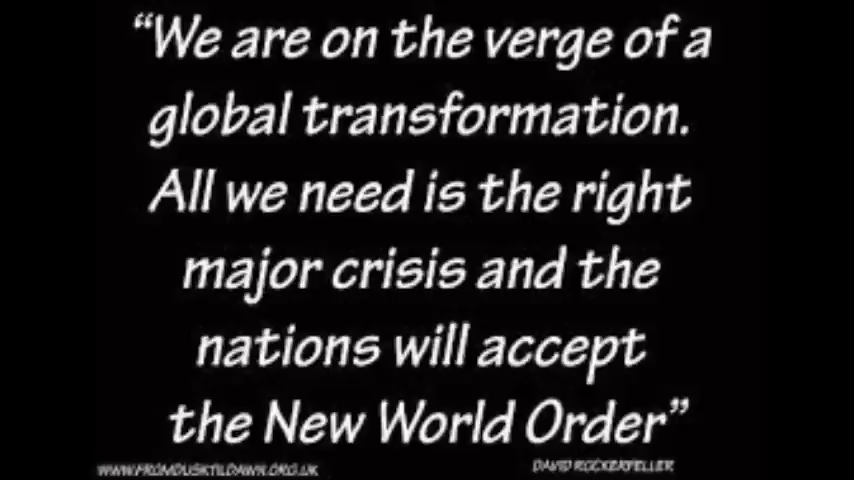 “We are on the verge of a
global transformation.
All we need is the right
major crisis and the
nations will accept
the New World Order”
WWW.FROMDUSKTILDAWN.ORG.UK
DAVID ROCKERFELLER